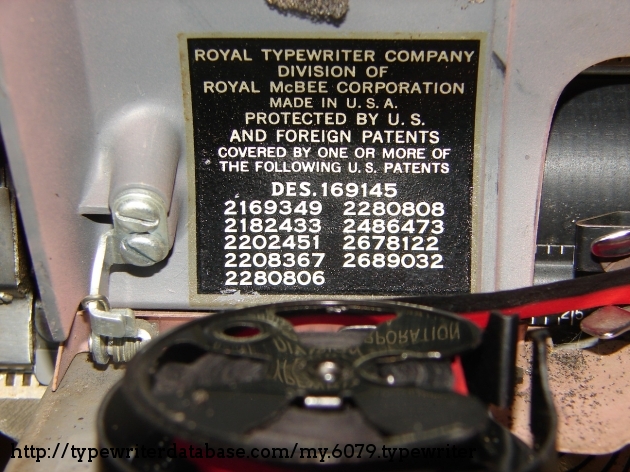 ROYAL TYPEWRITER COMPANY
DIVISION OF
ROYAL McBEE CORPORATION
MADE IN U.S.A.
PROTECTED BY U.S.
AND FOREIGN PATENTS
COVERED BY ONE OR MORE OF
THE FOLLOWING U.S. PATENTS
DES. 169145
2169349 2280808
2182433 2486473
2202451 2678122
2208367 2689032
2280806
CORPORATION
http://typewriterdatabase.com/my.6079.typewriter